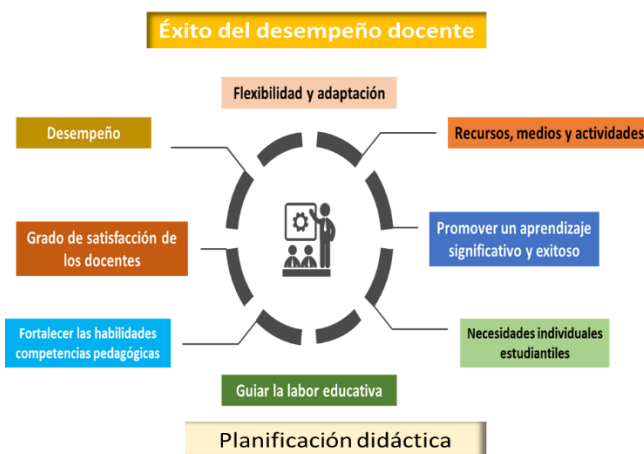 Éxito del desempeño docente
Flexibilidad y adaptación
Desempeño
Recursos, medios y actividades
Grado de satisfacción de
los docentes
Promover un aprendizaje
significativo y exitoso
Fortalecer las habilidades
competencias pedagógicas
Necesidades individuales
estudiantiles
Guiar la labor educativa
Planificación didáctica